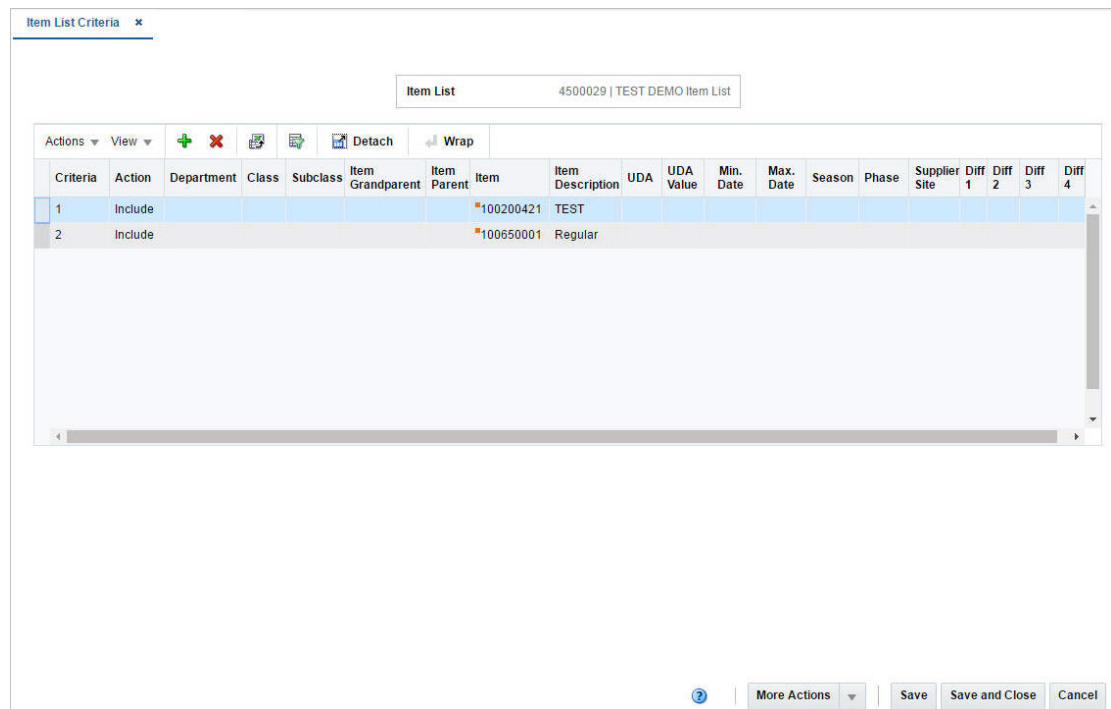 Item List Criteria ×
Item List 4500029 | TEST DEMO Item List
Actions View Detach Wrap
Criteria Action Department Class Subclass Item Grandparent Item Parent Item Item Description UDA UDA Value Min. Date Max. Date Season Phase Supplier Site Diff 1 Diff 2 Diff 3 Diff 4
1 Include 100200421 TEST
2 Include 100650001 Regular
? More Actions Save Save and Close Cancel